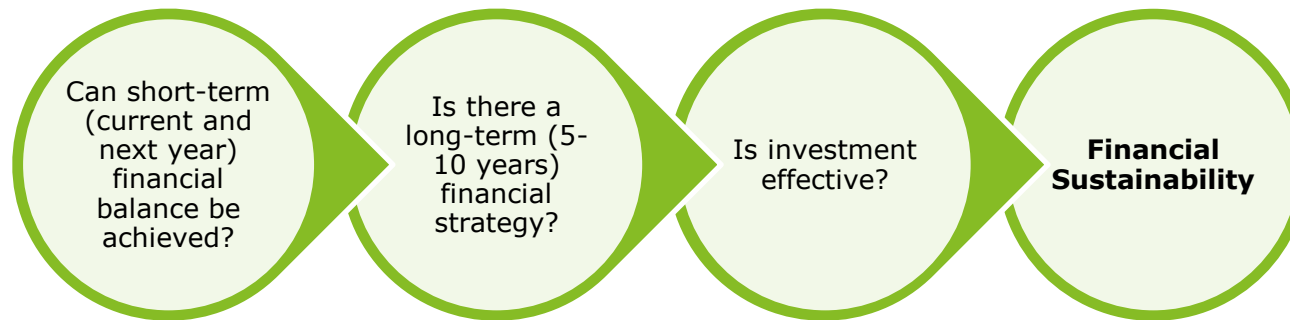 Can short-term
(current and
next year)
financial
balance be
achieved?
Is there a
long-term (5-
10 years)
financial
strategy?
Is investment
effective?
Financial
Sustainability